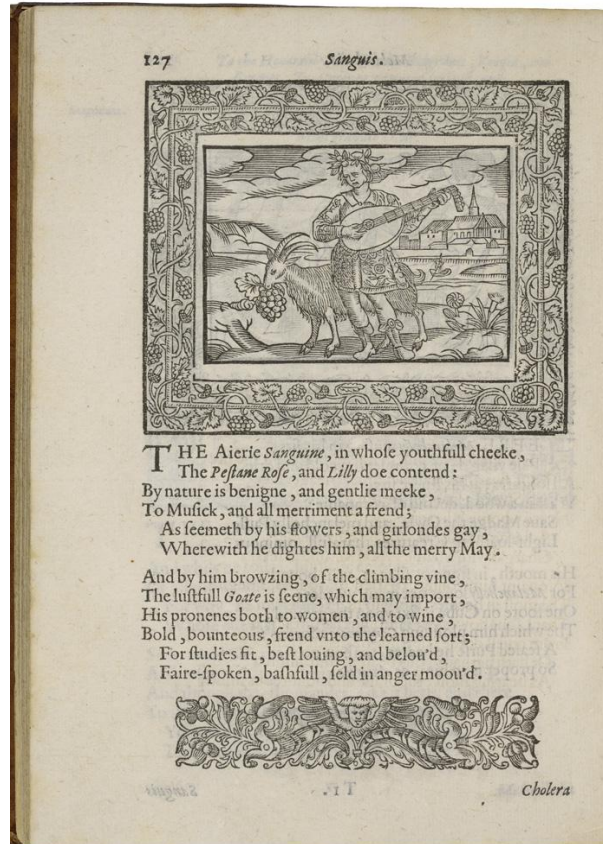 127
Sanguis.
THE Aierie Sanguine, in whoſe youthfull cheeke,
The Peſtane Roſe, and Lilly doe contend:
By nature is benigne, and gentlie meeke,
To Muſick, and all merriment a frend;
As ſeemeth by his flowers, and girlondes gay,
Wherewith he dightes him, all the merry May.
And by him browzing, of the climbing vine,
The luſtfull Goate is ſeene, which may import,
His pronenes both to women, and to wine,
Bold, bounteous, frend vnto the learned ſort;
For ſtudies fit, beſt louing, and belou'd,
Faire-ſpoken, baſhfull, ſeld in anger moou'd.
Cholera